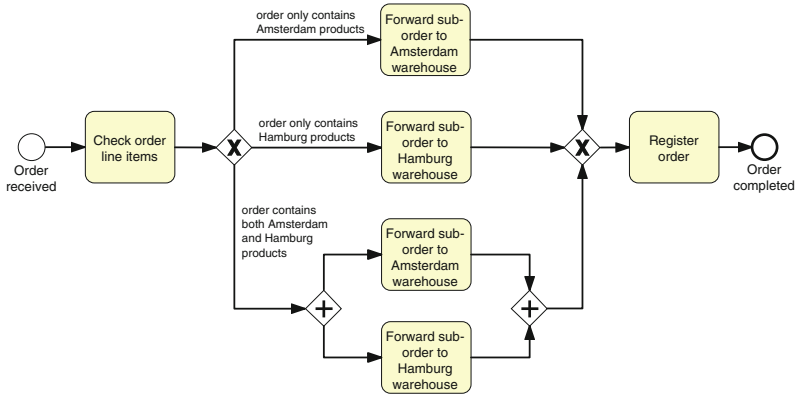 order only contains
Amsterdam products
Forward sub-
order to
Amsterdam
warehouse
Order
received
Check order
line items
X
order only contains
Hamburg products
Forward sub-
order to
Hamburg
warehouse
X
Register
order
Order
completed
order contains
both Amsterdam
and Hamburg
products
+
Forward sub-
order to
Amsterdam
warehouse
+
Forward sub-
order to
Hamburg
warehouse